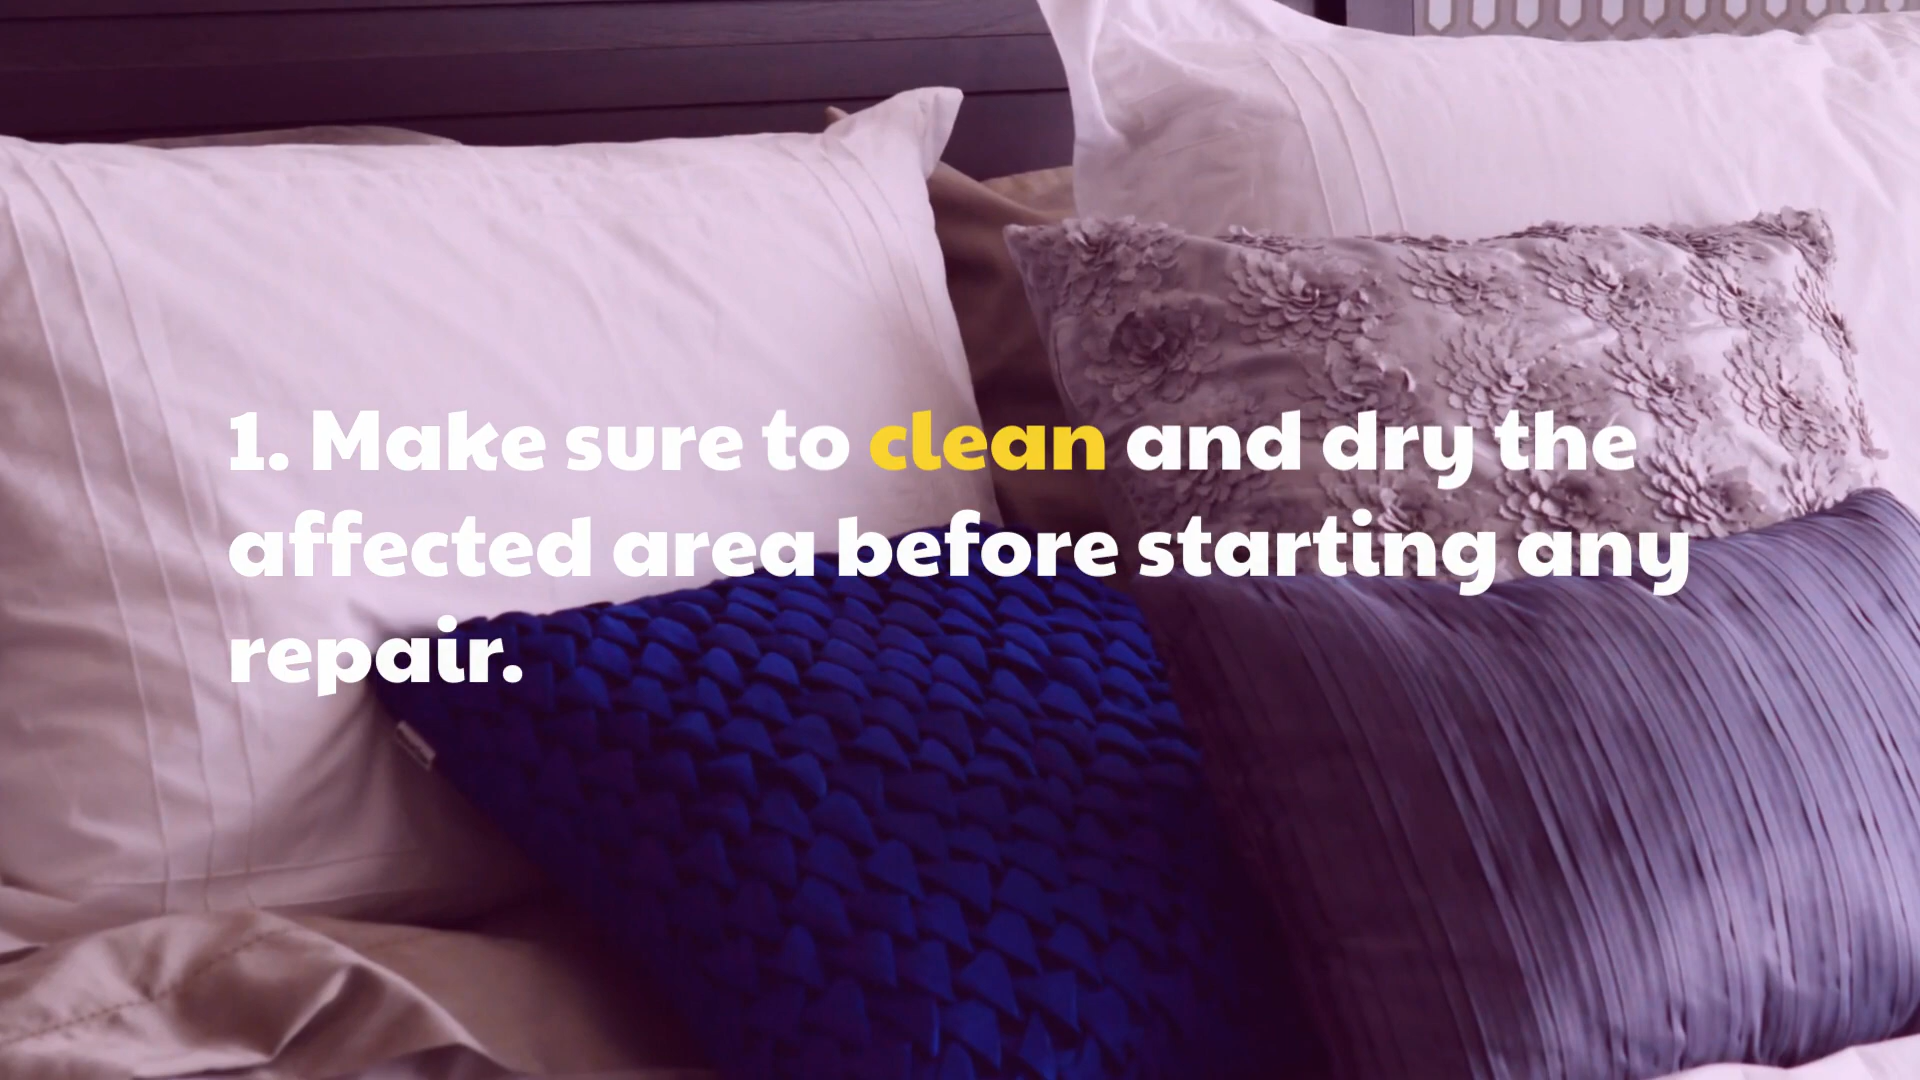 1. Make sure to clean and dry the
affected area before starting any
repair.